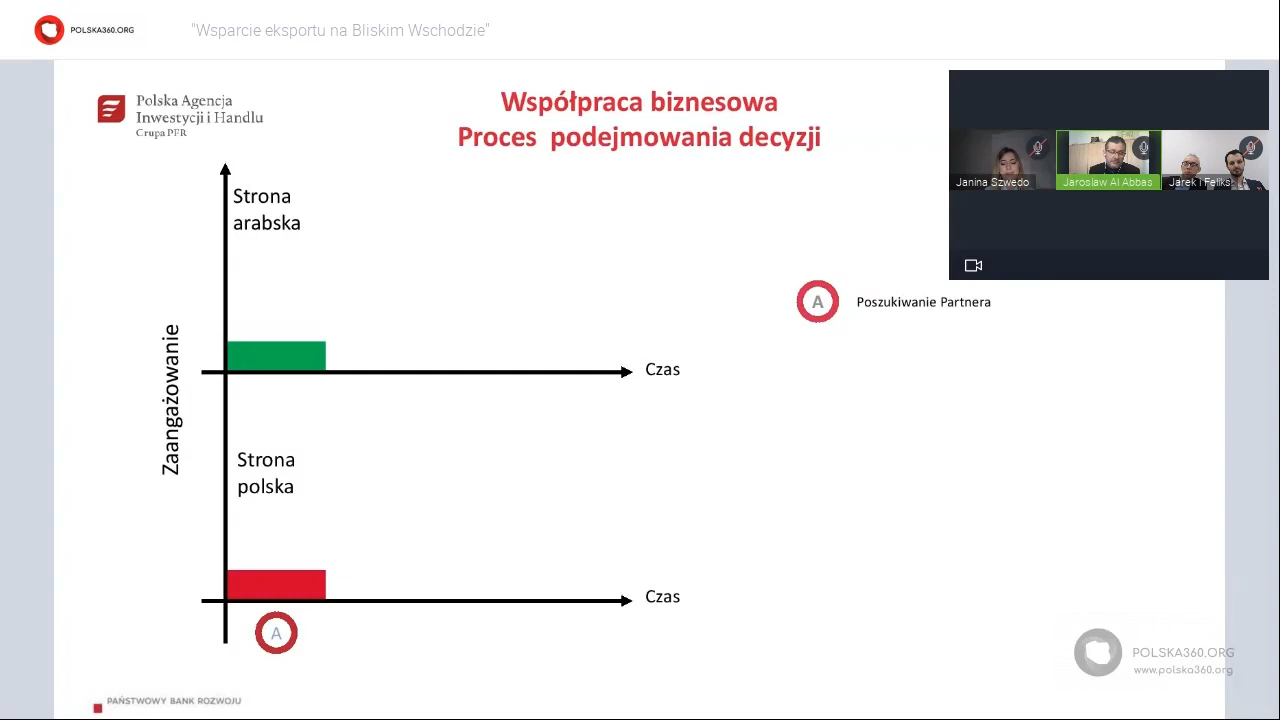 POLSKA360.ORG
"Wsparcie eksportu na Bliskim Wschodzie"
Polska Agencja
Inwestycji i Handlu
Grupa PFR
Współpraca biznesowa
Proces podejmowania decyzji
Janina Szwedo
Jaroslaw Al Abbas
Jarek i Feliks
Strona
arabska
A
Poszukiwanie Partnera
Zaangażowanie
Czas
Strona
polska
Czas
A
POLSKA360.ORG
www.polska360.org
PAŃSTWOWY BANK ROZWOJU